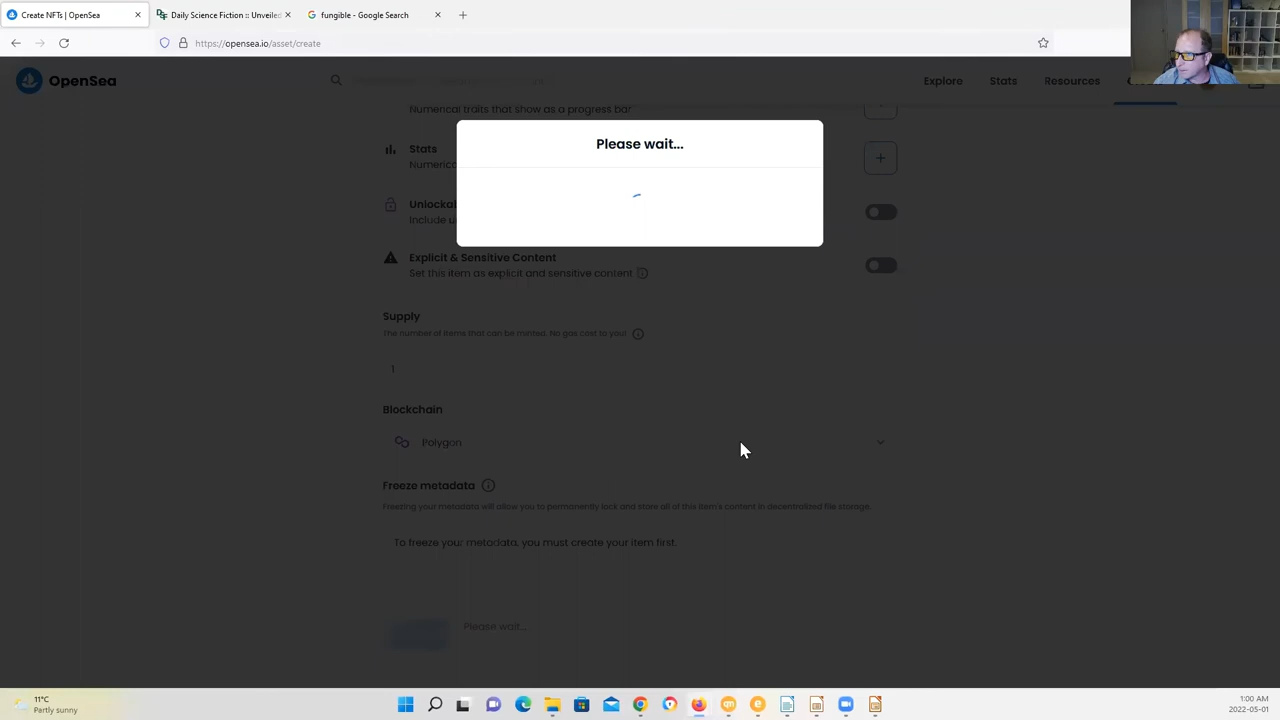 Create NFTs | OpenSea
Daily Science Fiction :: Unveiled
fungible - Google Search
https://opensea.io/asset/create
OpenSea
Explore
Stats
Resources
Numerical traits that show as a progress bar
Please wait...
Stats
Numeric
Unlocka
Include u
Explicit & Sensitive Content
Set this item as explicit and sensitive content
Supply
The number of items that can be minted. No gas cost to you!
1
Blockchain
Polygon
Freeze metadata
Freezing your metadata will allow you to permanently lock and store all of this item's content in decentralized file storage.
To freeze your metadata, you must create your item first.
Please wait...
11°C
Partly sunny
1:00 AM
2022-05-01